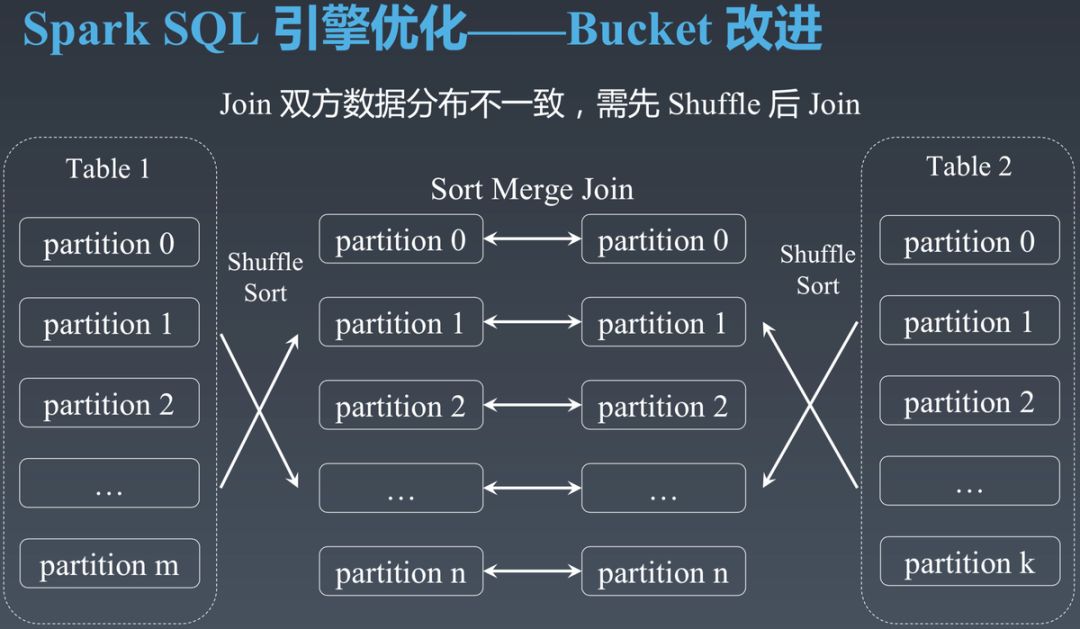 Spark SQL 引擎优化——Bucket 改进
Join 双方数据分布不一致，需先 Shuffle 后 Join
Table 1
partition 0
partition 1
partition 2
…
partition m
Shuffle
Sort
Sort Merge Join
partition 0
partition 0
partition 1
partition 1
partition 2
partition 2
…
…
partition n
partition n
Shuffle
Sort
Table 2
partition 0
partition 1
partition 2
…
partition k